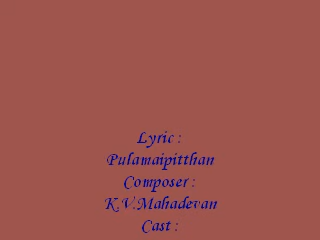 Lyric :
Pulamaipitthan
Composer :
K.V.Mahadevan
Cast :